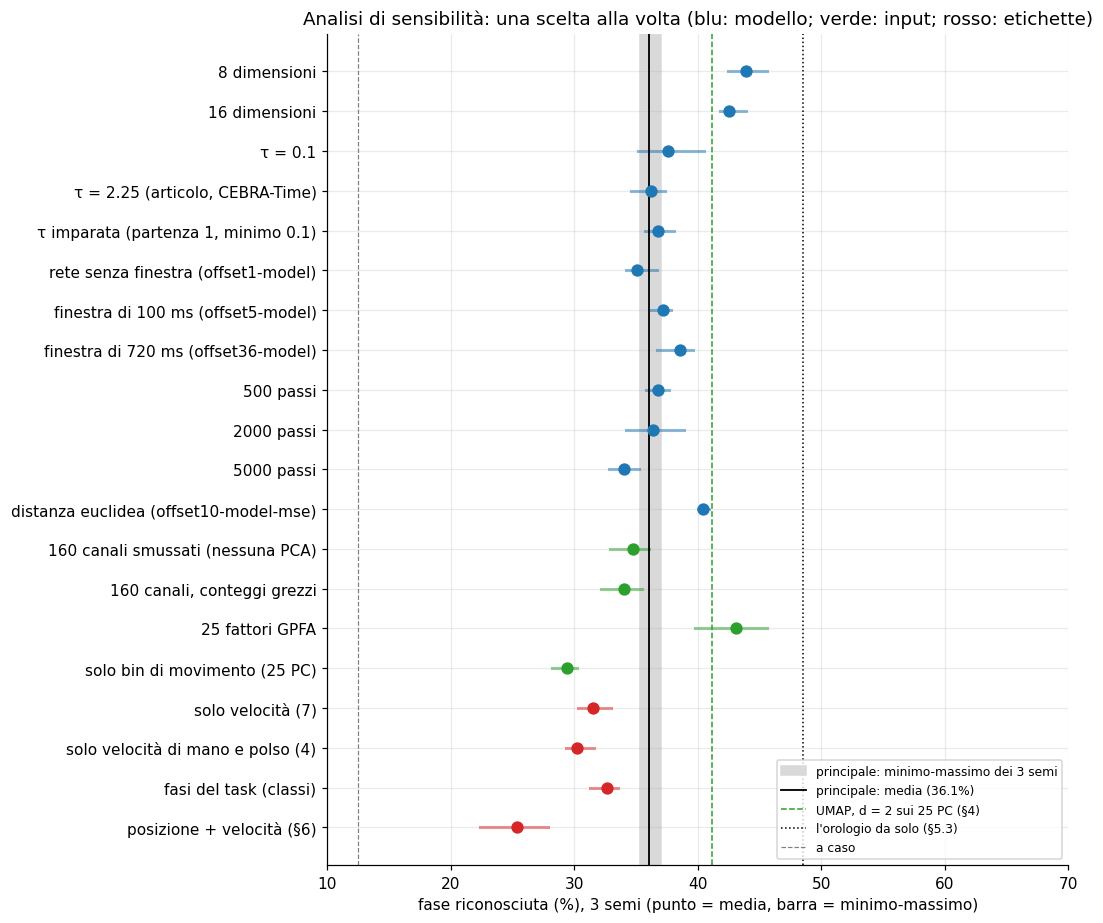 Analisi di sensibilità: una scelta alla volta (blu: modello; verde: input; rosso: etichette)
8 dimensioni
16 dimensioni
τ = 0.1
τ = 2.25 (articolo, CEBRA-Time)
τ imparata (partenza 1, minimo 0.1)
rete senza finestra (offset1-model)
finestra di 100 ms (offset5-model)
finestra di 720 ms (offset36-model)
500 passi
2000 passi
5000 passi
distanza euclidea (offset10-model-mse)
160 canali smussati (nessuna PCA)
160 canali, conteggi grezzi
25 fattori GPFA
solo bin di movimento (25 PC)
solo velocità (7)
solo velocità di mano e polso (4)
fasi del task (classi)
posizione + velocità (§6)
principale: minimo-massimo dei 3 semi
principale: media (36.1%)
UMAP, d = 2 sui 25 PC (§4)
l'orologio da solo (§5.3)
a caso
10 20 30 40 50 60 70
fase riconosciuta (%), 3 semi (punto = media, barra = minimo-massimo)